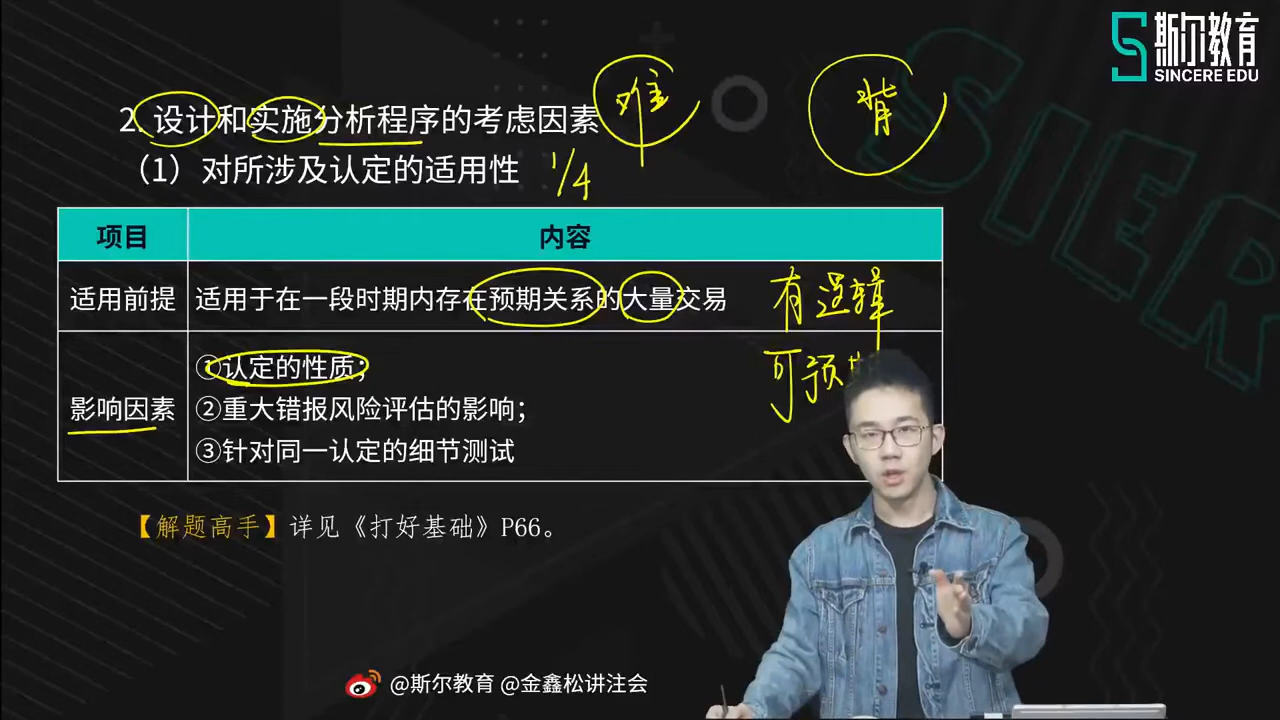 斯尔教育
SINCERE EDU
2. 设计和实施分析程序的考虑因素
难
背
（1）对所涉及认定的适用性
1/4
项目
内容
适用前提
适用于在一段时期内存在预期关系的大量交易
有逻辑
影响因素
①认定的性质；
②重大错报风险评估的影响；
③针对同一认定的细节测试
可预
【解题高手】详见《打好基础》P66。
@斯尔教育 @金鑫松讲注会